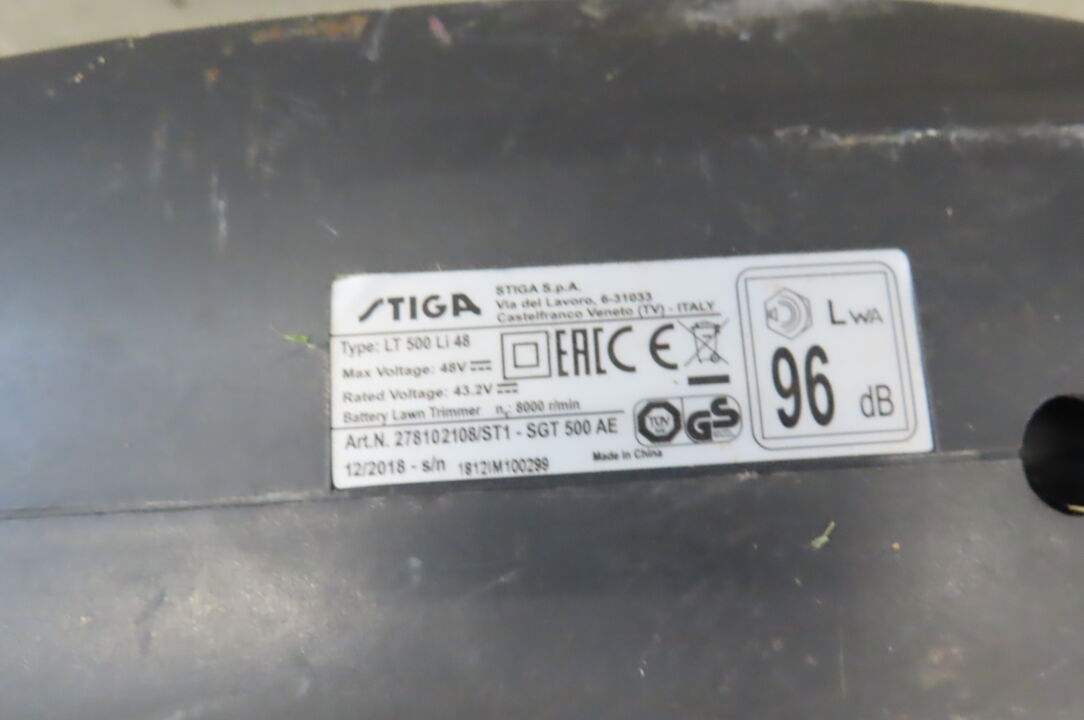 STIGA
STIGA S.p.A.
Via del Lavoro, 6-31033
Castelfranco Veneto (TV) - ITALY
Type: LT 500 Li 48
Max Voltage: 48V
Rated Voltage: 43.2V
Battery Lawn Trimmer n₀: 8000 r/min
Art.N. 278102108/ST1 - SGT 500 AE
12/2018 - s/n 1812IM100299
Made in China
EAC CE
TÜV GS
LWA
96 dB